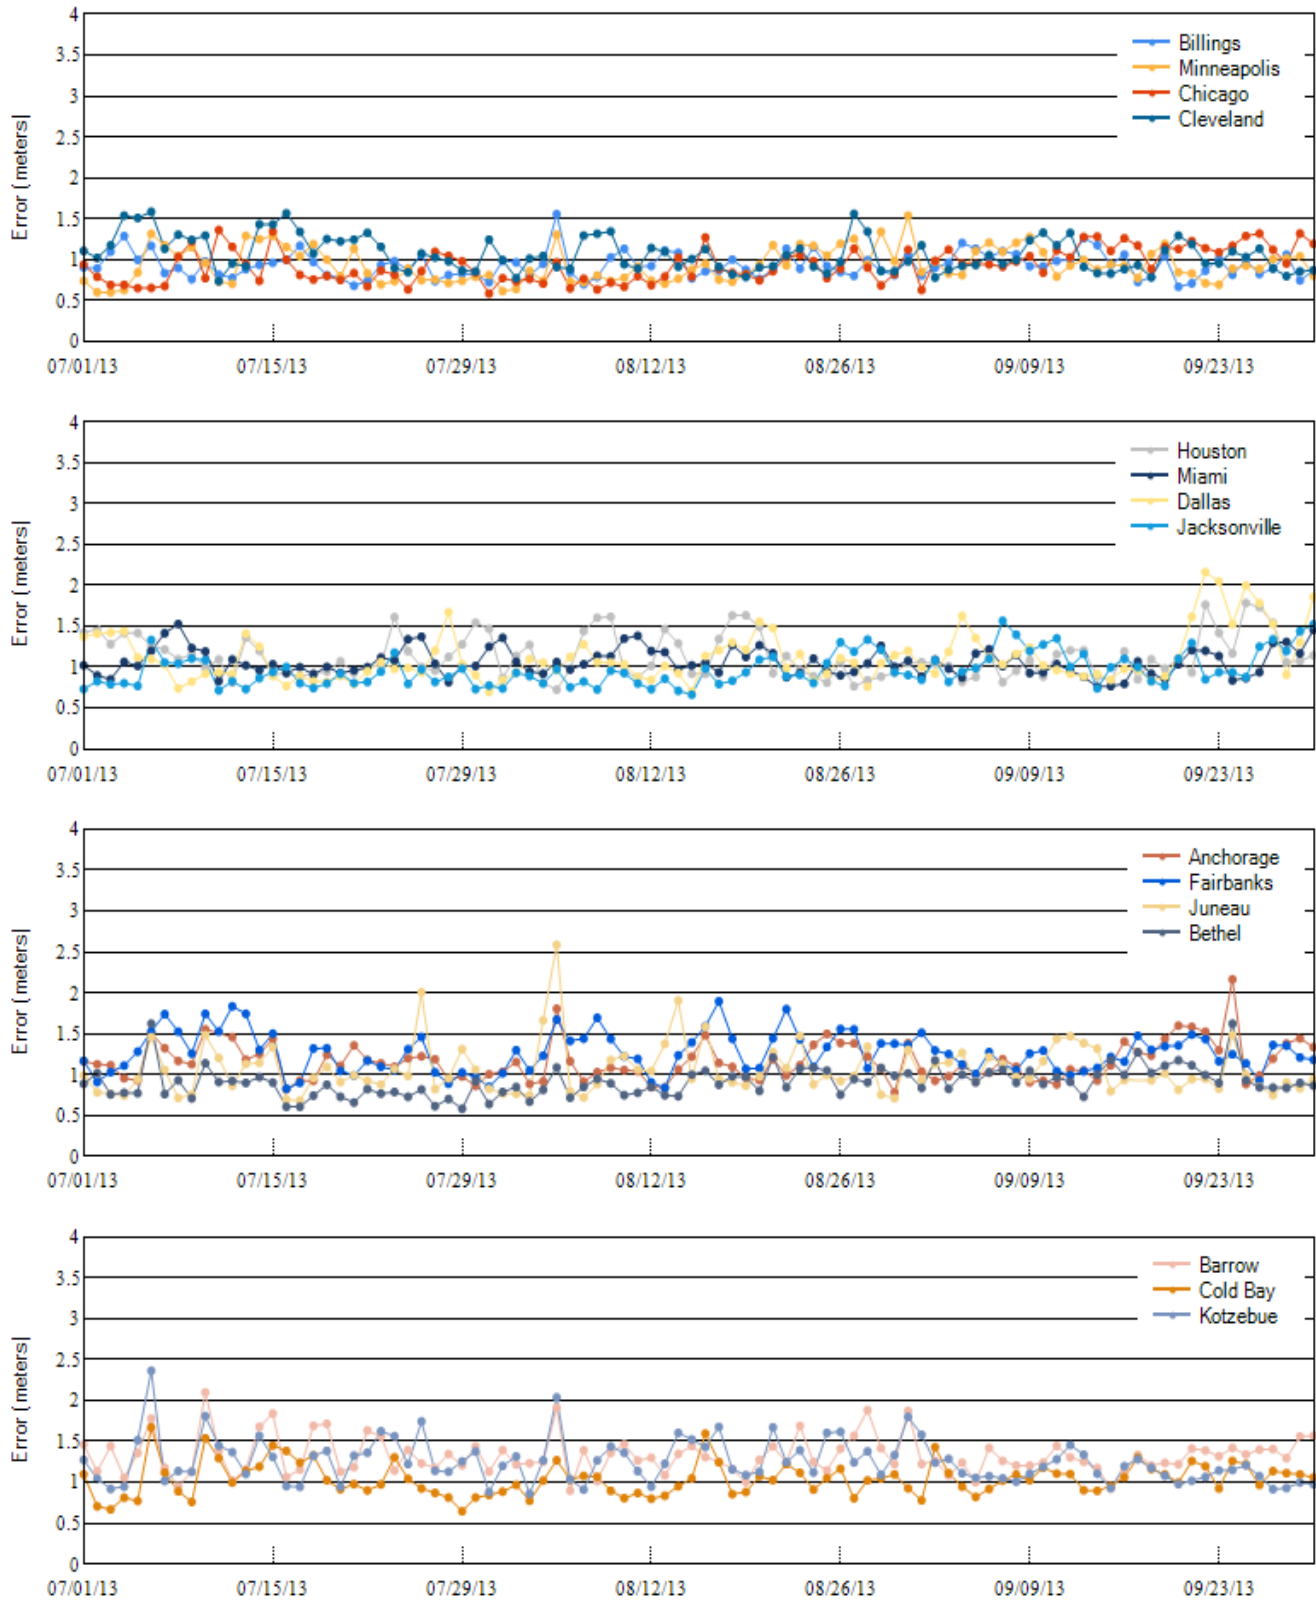 4
3.5
3
2.5
2
1.5
1
0.5
0
Error (meters)
Billings
Minneapolis
Chicago
Cleveland
07/01/13 07/15/13 07/29/13 08/12/13 08/26/13 09/09/13 09/23/13
4
3.5
3
2.5
2
1.5
1
0.5
0
Error (meters)
Houston
Miami
Dallas
Jacksonville
07/01/13 07/15/13 07/29/13 08/12/13 08/26/13 09/09/13 09/23/13
4
3.5
3
2.5
2
1.5
1
0.5
0
Error (meters)
Anchorage
Fairbanks
Juneau
Bethel
07/01/13 07/15/13 07/29/13 08/12/13 08/26/13 09/09/13 09/23/13
4
3.5
3
2.5
2
1.5
1
0.5
0
Error (meters)
Barrow
Cold Bay
Kotzebue
07/01/13 07/15/13 07/29/13 08/12/13 08/26/13 09/09/13 09/23/13